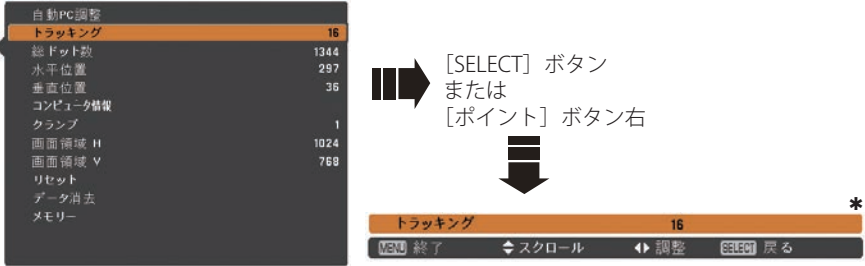 自動PC調整
トラッキング 16
総ドット数 1344
水平位置 297
垂直位置 36
コンピュータ情報
クランプ 1
画面領域 H 1024
画面領域 V 768
リセット
データ消去
メモリー
［SELECT］ボタン
または
［ポイント］ボタン右
*
トラッキング 16
MENU 終了 スクロール 調整 SELECT 戻る